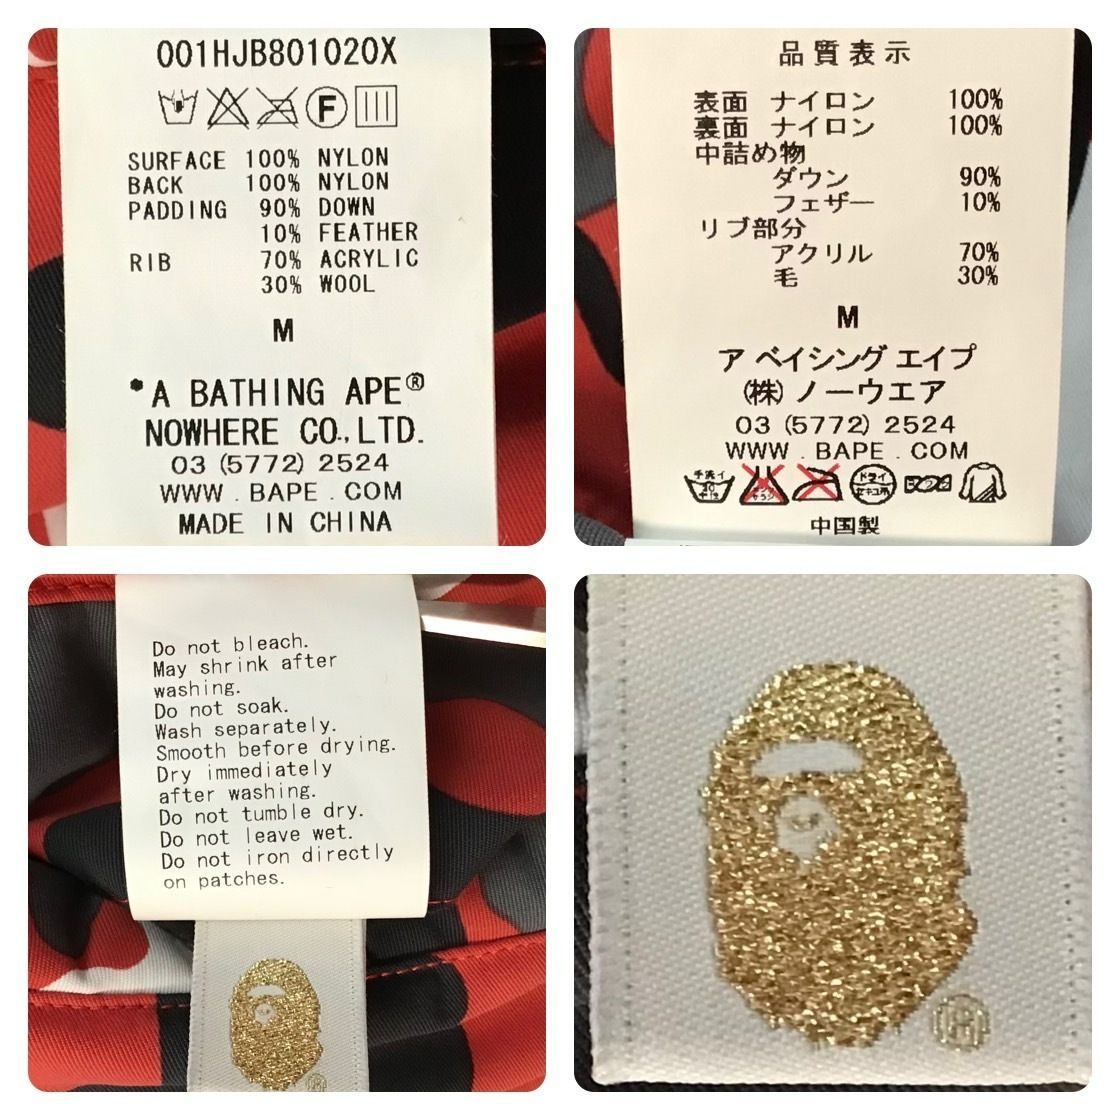 001HJB801020X
F
SURFACE 100% NYLON
BACK 100% NYLON
PADDING 90% DOWN
10% FEATHER
RIB 70% ACRYLIC
30% WOOL
M
*A BATHING APE®
NOWHERE CO.,LTD.
03 (5772) 2524
WWW . BAPE . COM
MADE IN CHINA
品質表示
表面 ナイロン 100%
裏面 ナイロン 100%
中詰め物
ダウン 90%
フェザー 10%
リブ部分
アクリル 70%
毛 30%
M
ア ベイシング エイプ
(株) ノーウエア
03 (5772) 2524
WWW . BAPE . COM
手洗イ ドライ
中国製
Do not bleach.
May shrink after
washing.
Do not soak.
Wash separately.
Smooth before drying.
Dry immediately
after washing.
Do not tumble dry.
Do not leave wet.
Do not iron directly
on patches.
®
®